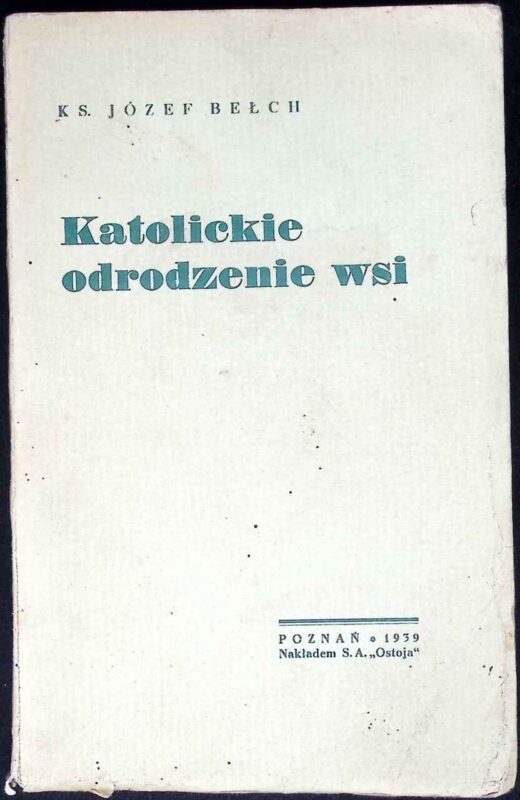 KS. JÓZEF BEŁCH
Katolickie
odrodzenie wsi
POZNAŃ • 1939
Nakładem S. A. „Ostoja“